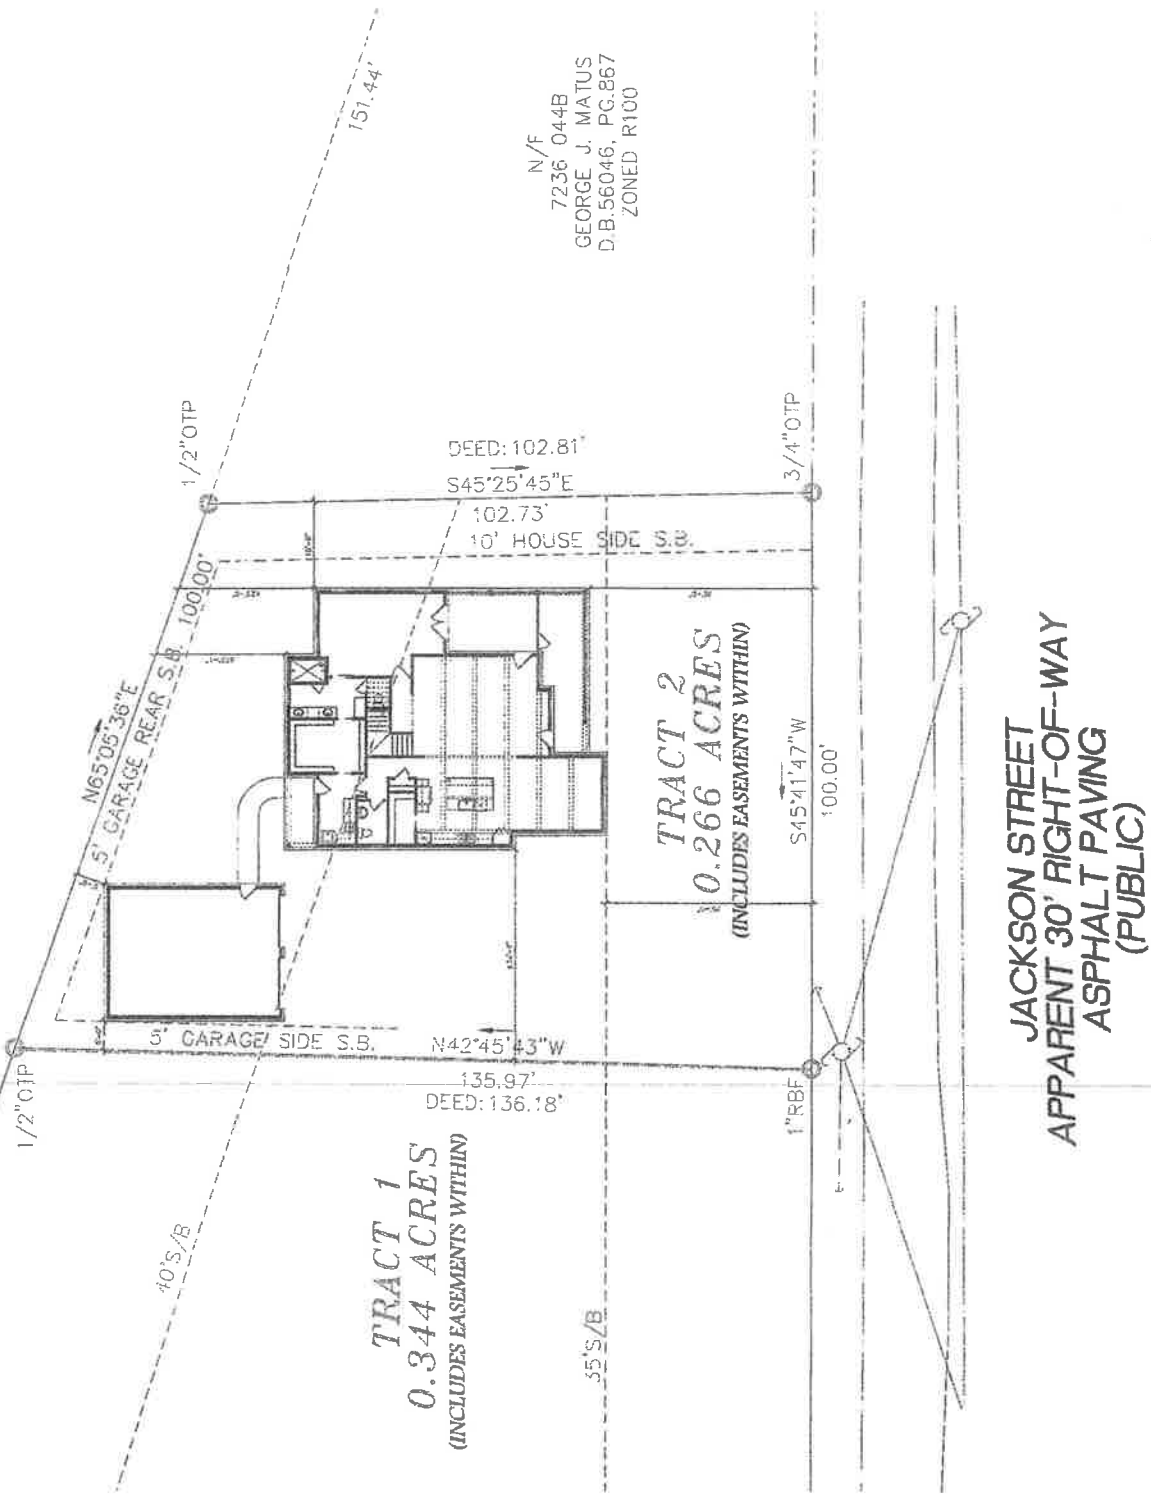 151.44'
N/F
7236 044B
GEORGE J. MATUS
D.B.56046, PG.867
ZONED R100
1/2"OTP
DEED: 102.81'
S45°25'45"E
102.73'
10' HOUSE SIDE S.B.
3/4"OTP
N65°05'36"E
100.00'
5' GARAGE REAR S.B.
TRACT 2
0.266 ACRES
(INCLUDES EASEMENTS WITHIN)
S45°41'47"W
100.00'
5' GARAGE SIDE S.B.
N42°45'43"W
135.97'
DEED: 136.18'
1/2"OTP
1"RBF
TRACT 1
0.344 ACRES
(INCLUDES EASEMENTS WITHIN)
40'S/B
35'S/B
JACKSON STREET
APPARENT 30' RIGHT-OF-WAY
ASPHALT PAVING
(PUBLIC)